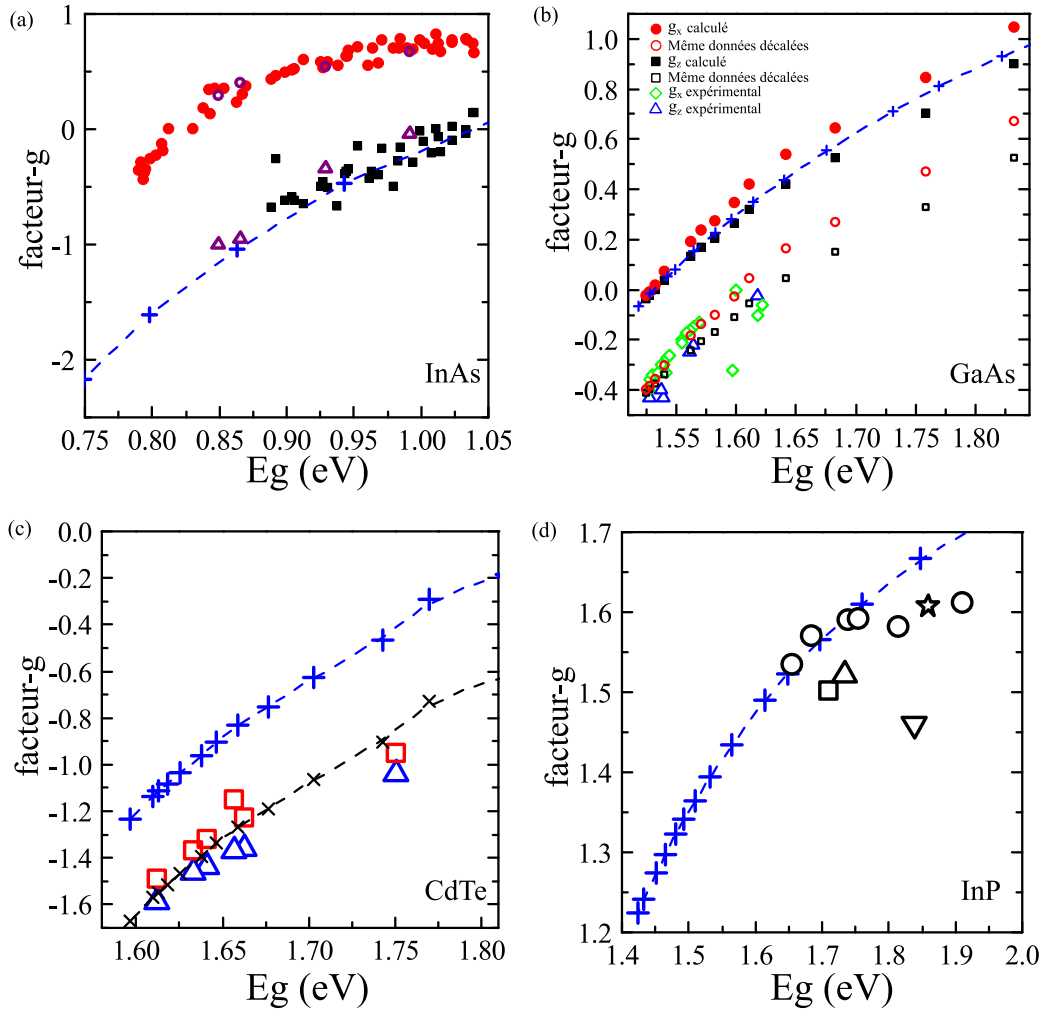 (a)
1
0
-1
-2
facteur-g
InAs
0.75 0.80 0.85 0.90 0.95 1.00 1.05
Eg (eV)
(b)
1.0
0.8
0.6
0.4
0.2
0.0
-0.2
-0.4
facteur-g
gx calculé
Même données décalées
gz calculé
Même données décalées
gx expérimental
gz expérimental
GaAs
1.55 1.60 1.65 1.70 1.75 1.80
Eg (eV)
(c)
0.0
-0.2
-0.4
-0.6
-0.8
-1.0
-1.2
-1.4
-1.6
facteur-g
CdTe
1.60 1.65 1.70 1.75 1.80
Eg (eV)
(d)
1.7
1.6
1.5
1.4
1.3
1.2
facteur-g
InP
1.4 1.5 1.6 1.7 1.8 1.9 2.0
Eg (eV)